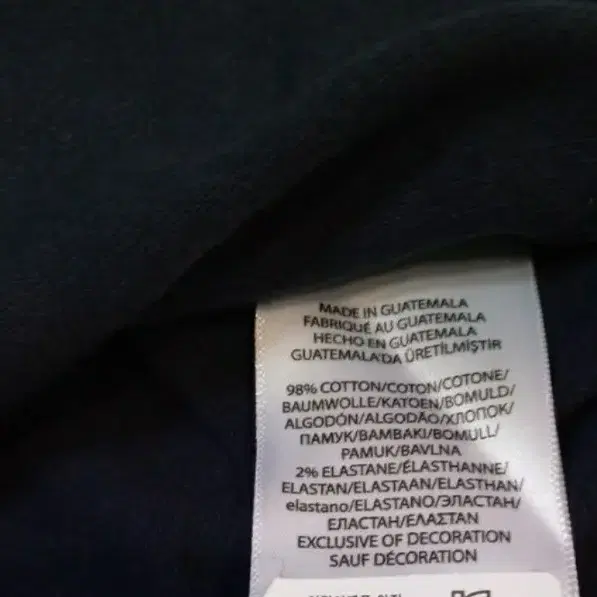 MADE IN GUATEMALA
FABRIQUÉ AU GUATEMALA
HECHO EN GUATEMALA
GUATEMALA'DA ÜRETİLMİŞTİR
98% COTTON/COTON/COTONE/
BAUMWOLLE/KATOEN/BOMULD/
ALGODÓN/ALGODÃO/ХЛОПОК/
ПАМУК/BAMBAKI/BOMULL/
PAMUK/BAVLNA
2% ELASTANE/ÉLASTHANNE/
ELASTAN/ELASTAAN/ELASTHAN/
elastano/ELASTANO/ЭЛАСТАН/
ЕЛАСТАН/ΕΛΑΣΤΑΝ
EXCLUSIVE OF DECORATION
SAUF DÉCORATION